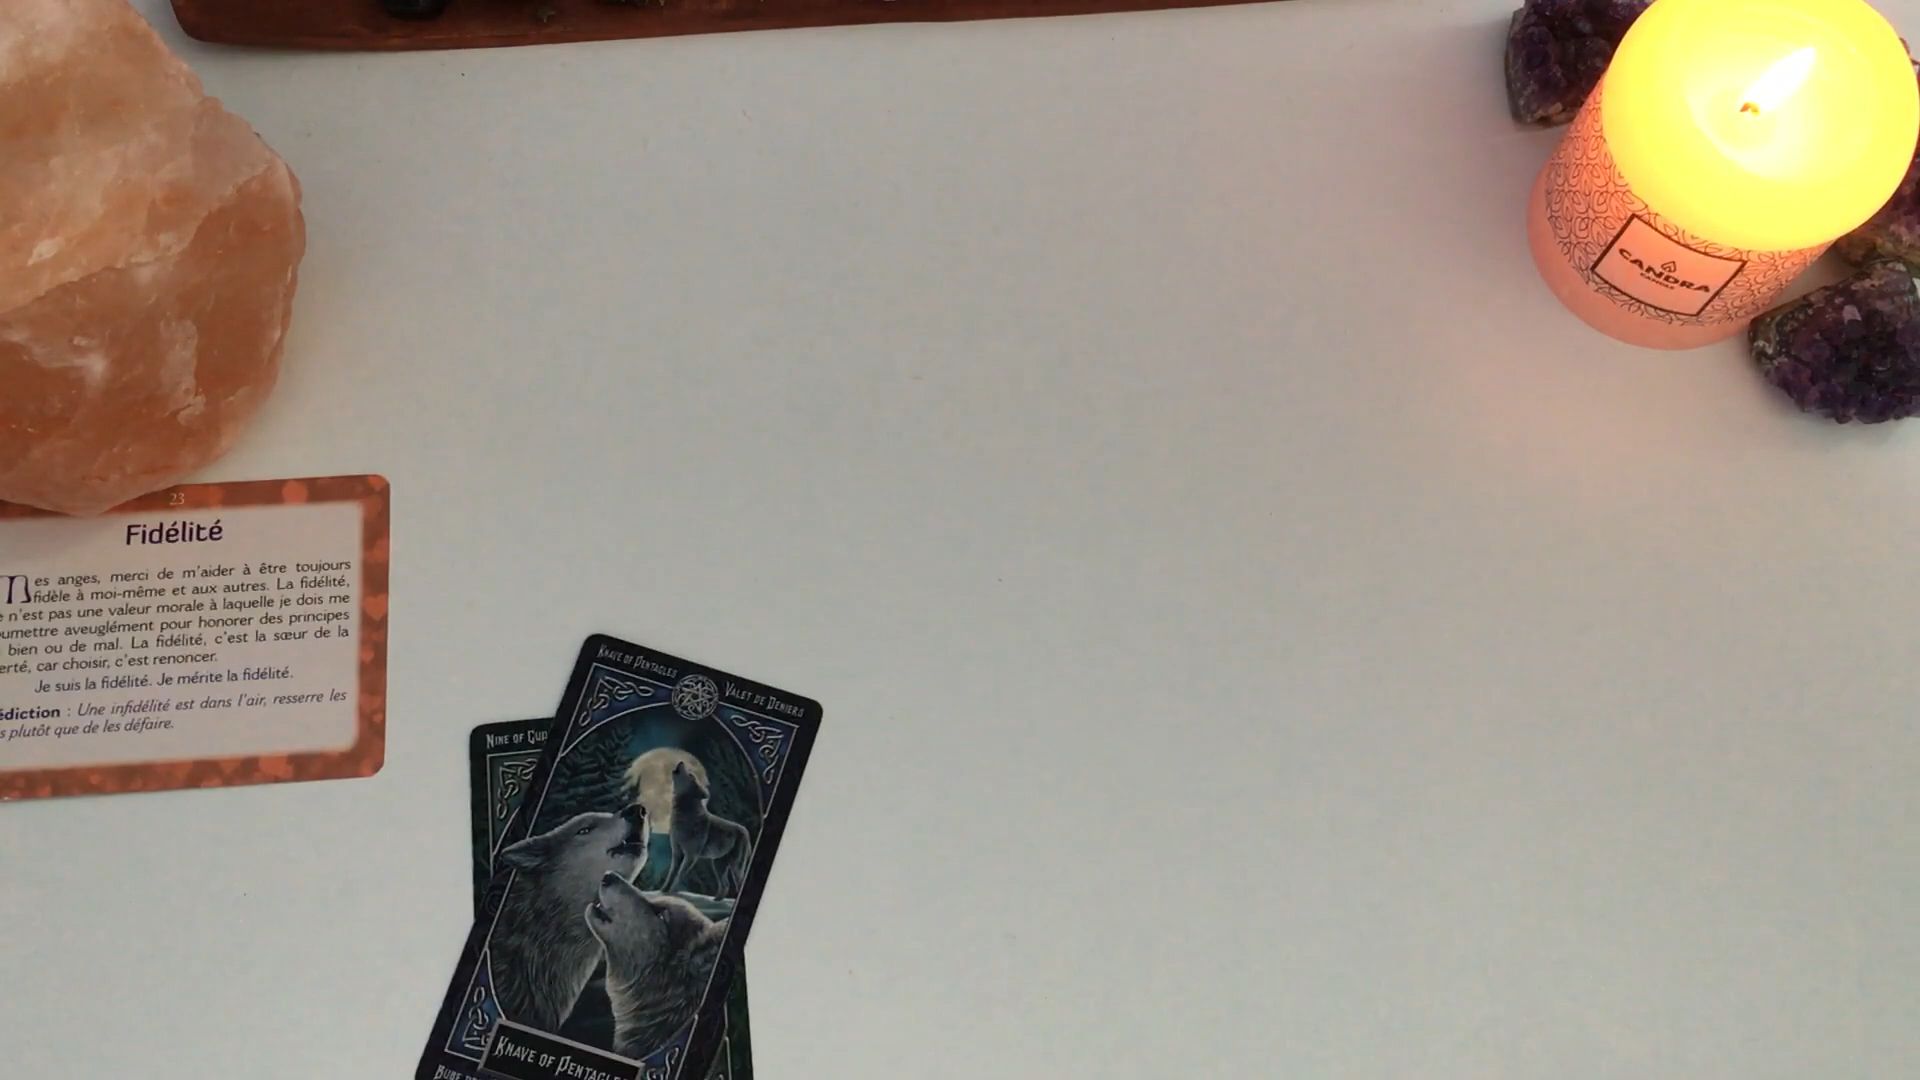 CANDRA
CANDLE
23
Fidélité
Mes anges, merci de m'aider à être toujours
fidèle à moi-même et aux autres. La fidélité,
n'est pas une valeur morale à laquelle je dois me
oumettre aveuglément pour honorer des principes
bien ou de mal. La fidélité, c'est la sœur de la
erté, car choisir, c'est renoncer.
Je suis la fidélité. Je mérite la fidélité.
édiction : Une infidélité est dans l'air, resserre les
s plutôt que de les défaire.
KNAVE OF PENTACLES
VALET DE DENIERS
NINE OF CUP
KNAVE OF PENTACLES
BUBE